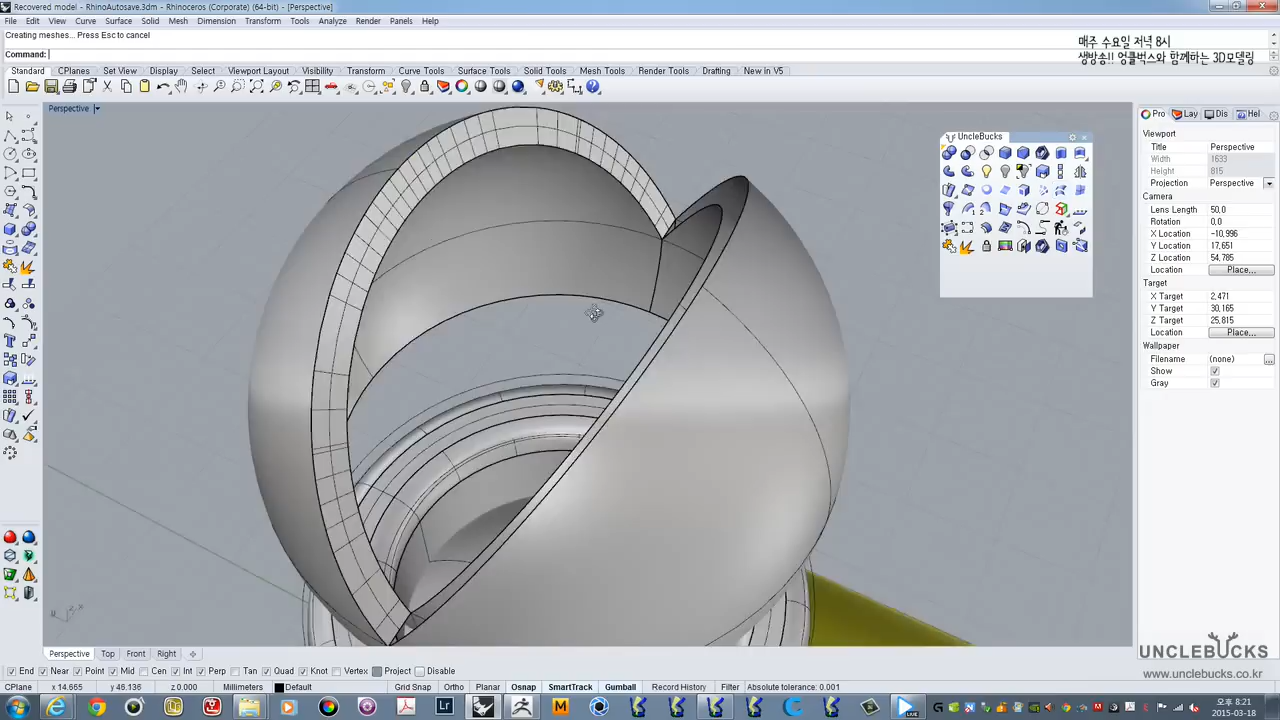 Recovered model - RhinoAutosave.3dm - Rhinoceros (Corporate) (64-bit) - [Perspective]
File Edit View Curve Surface Solid Mesh Dimension Transform Tools Analyze Render Panels Help
Creating meshes... Press Esc to cancel
Command:
매주 수요일 저녁 8시
생방송!! 엉클벅스와 함께하는 3D모델링
Standard CPlanes Set View Display Select Viewport Layout Visibility Transform Curve Tools Surface Tools Solid Tools Mesh Tools Render Tools Drafting New in V5
Perspective
UncleBucks
Pro Lay Dis Hel
Viewport
Title Perspective
Width 1633
Height 815
Projection Perspective
Camera
Lens Length 50,0
Rotation 0,0
X Location -10,996
Y Location 17,651
Z Location 54,785
Location Place...
Target
X Target 2,471
Y Target 30,165
Z Target 25,815
Location Place...
Wallpaper
Filename (none)
Show
Gray
Perspective Top Front Right
End Near Point Mid Cen Int Perp Tan Quad Knot Vertex Project Disable
CPlane x 14.665 y 46.136 z 0.000 Millimeters Default Grid Snap Ortho Planar Osnap SmartTrack Gumball Record History Filter Absolute tolerance: 0.001
UNCLEBUCKS
www.unclebucks.co.kr
오후 8:21
2015-03-18